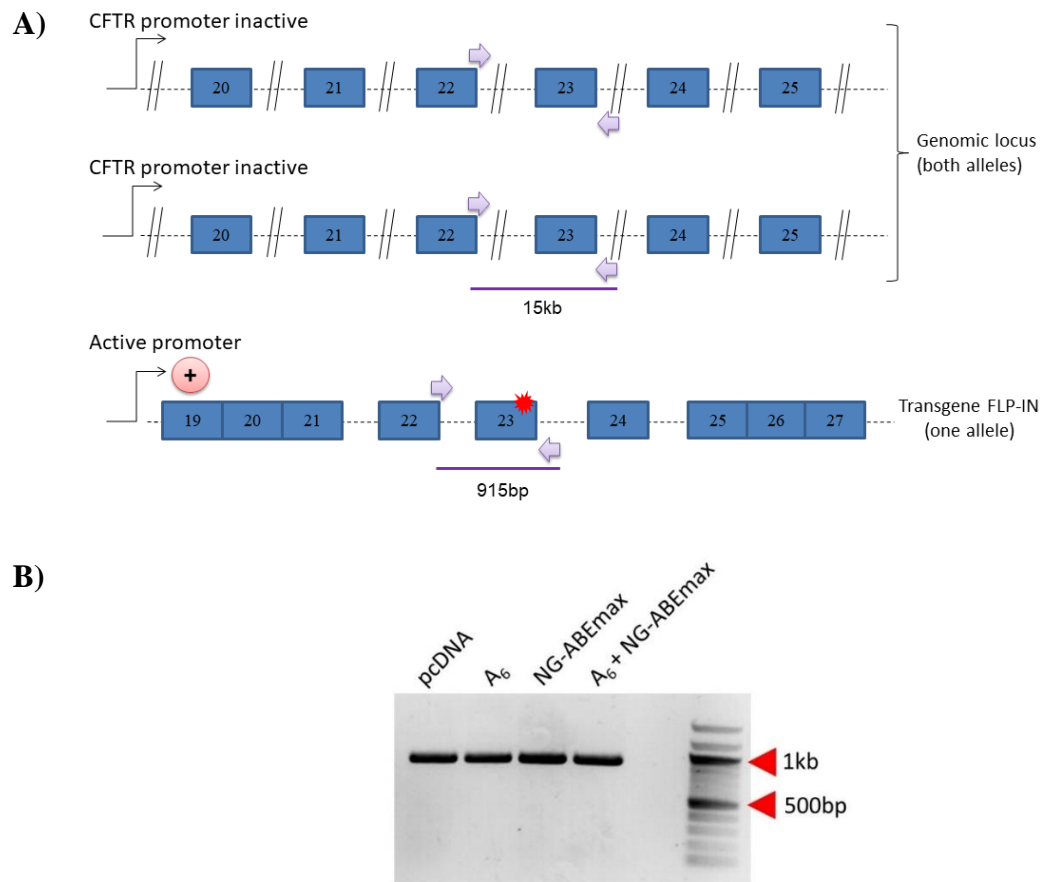 A)
CFTR promoter inactive
20 21 22 23 24 25
Genomic locus
(both alleles)
CFTR promoter inactive
20 21 22 23 24 25
15kb
Active promoter
+
19 20 21 22 23 24 25 26 27
Transgene FLP-IN
(one allele)
915bp
B)
pcDNA
A6
NG-ABEmax
A6 + NG-ABEmax
1kb
500bp